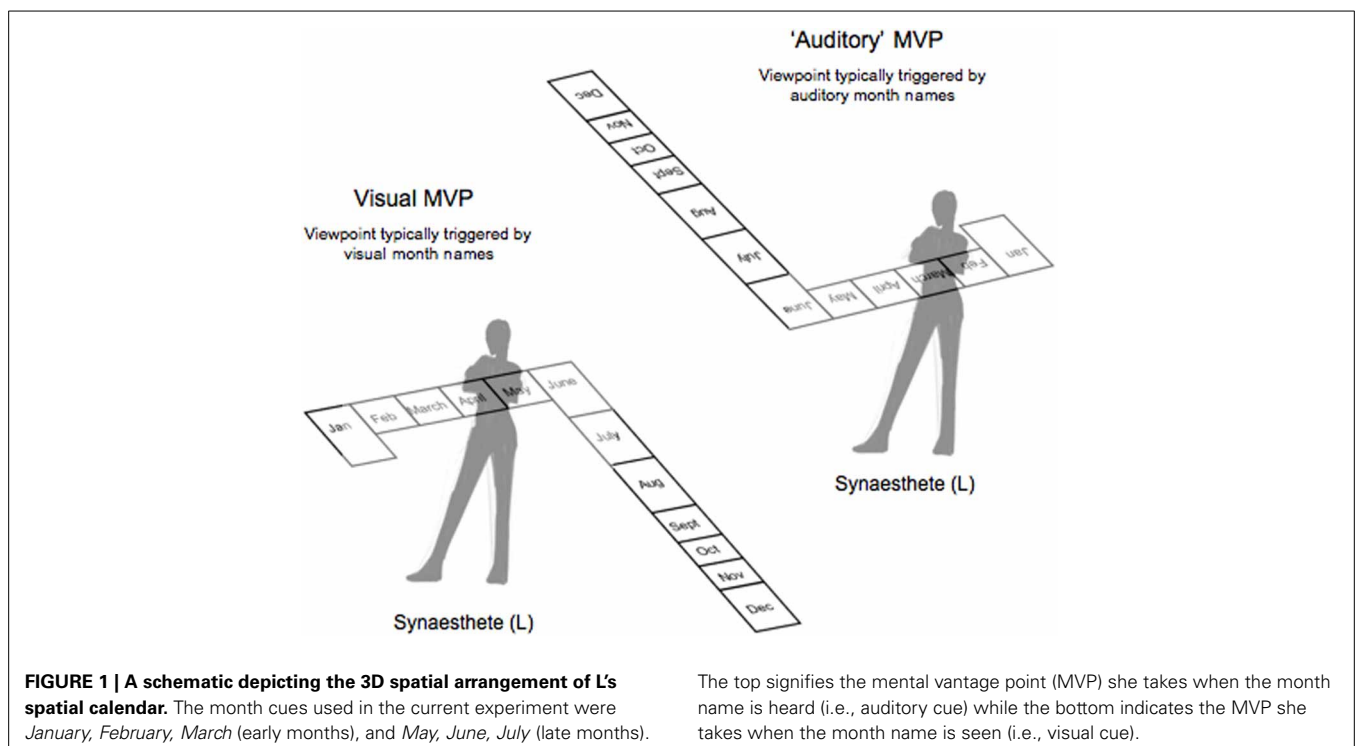 'Auditory' MVP
Viewpoint typically triggered by
auditory month names
Dec
Nov
Oct
Sept
Aug
July
June
May
April
March
Feb
Jan
Synaesthete (L)
Visual MVP
Viewpoint typically triggered by
visual month names
Jan
Feb
March
April
May
June
July
Aug
Sept
Oct
Nov
Dec
Synaesthete (L)
FIGURE 1 | A schematic depicting the 3D spatial arrangement of L's
spatial calendar. The month cues used in the current experiment were
January, February, March (early months), and May, June, July (late months).
The top signifies the mental vantage point (MVP) she takes when the month
name is heard (i.e., auditory cue) while the bottom indicates the MVP she
takes when the month name is seen (i.e., visual cue).